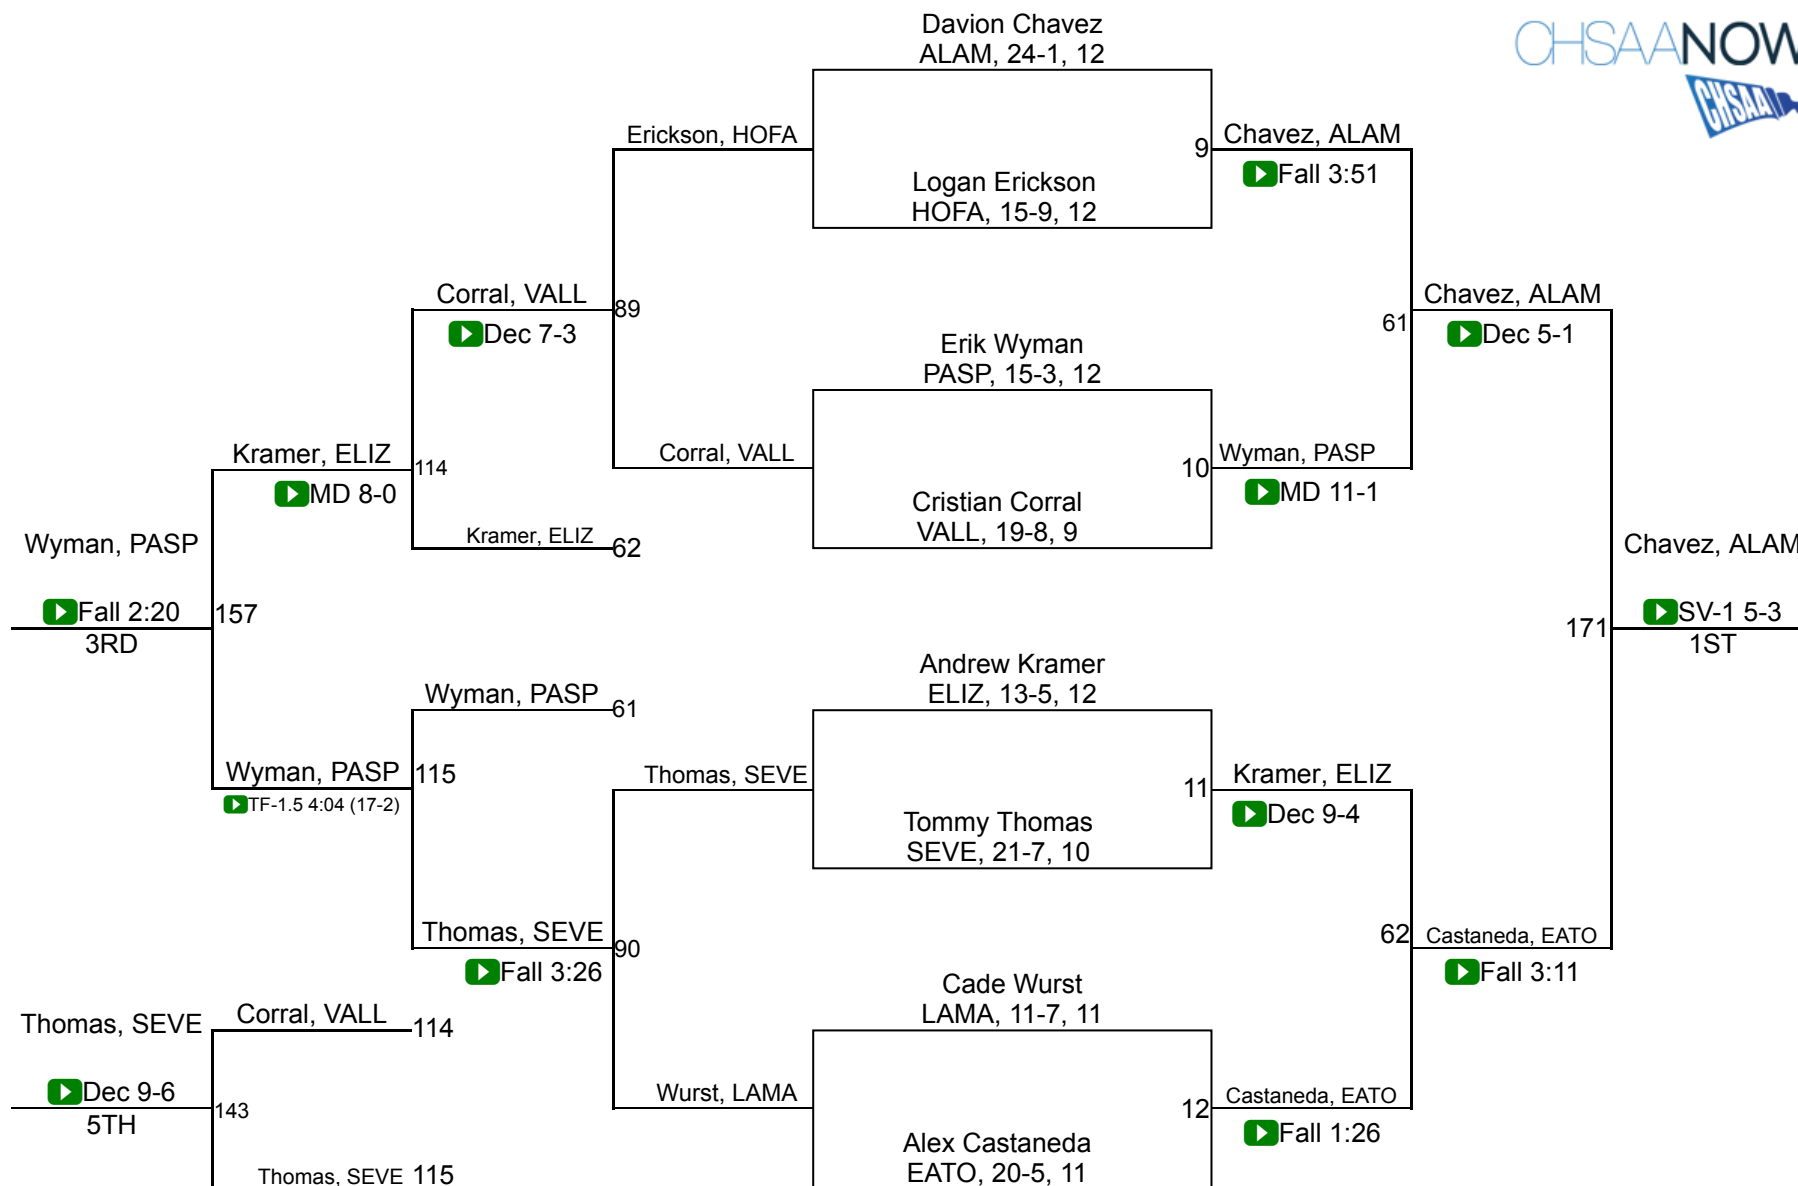 Davion Chavez
ALAM, 24-1, 12
CHSAANOW
CHSAA
Erickson, HOFA
9
Chavez, ALAM
Fall 3:51
Logan Erickson
HOFA, 15-9, 12
Corral, VALL
89
Dec 7-3
61
Chavez, ALAM
Dec 5-1
Erik Wyman
PASP, 15-3, 12
Kramer, ELIZ
114
MD 8-0
Corral, VALL
10
Wyman, PASP
MD 11-1
Cristian Corral
VALL, 19-8, 9
Kramer, ELIZ
62
Wyman, PASP
Fall 2:20
3RD
157
Chavez, ALAM
171
SV-1 5-3
1ST
Andrew Kramer
ELIZ, 13-5, 12
Wyman, PASP
61
Wyman, PASP
115
TF-1.5 4:04 (17-2)
Thomas, SEVE
11
Kramer, ELIZ
Dec 9-4
Tommy Thomas
SEVE, 21-7, 10
Thomas, SEVE
90
Fall 3:26
62
Castaneda, EATO
Fall 3:11
Cade Wurst
LAMA, 11-7, 11
Thomas, SEVE
Corral, VALL
114
Dec 9-6
5TH
143
Wurst, LAMA
12
Castaneda, EATO
Fall 1:26
Alex Castaneda
EATO, 20-5, 11
Thomas, SEVE
115